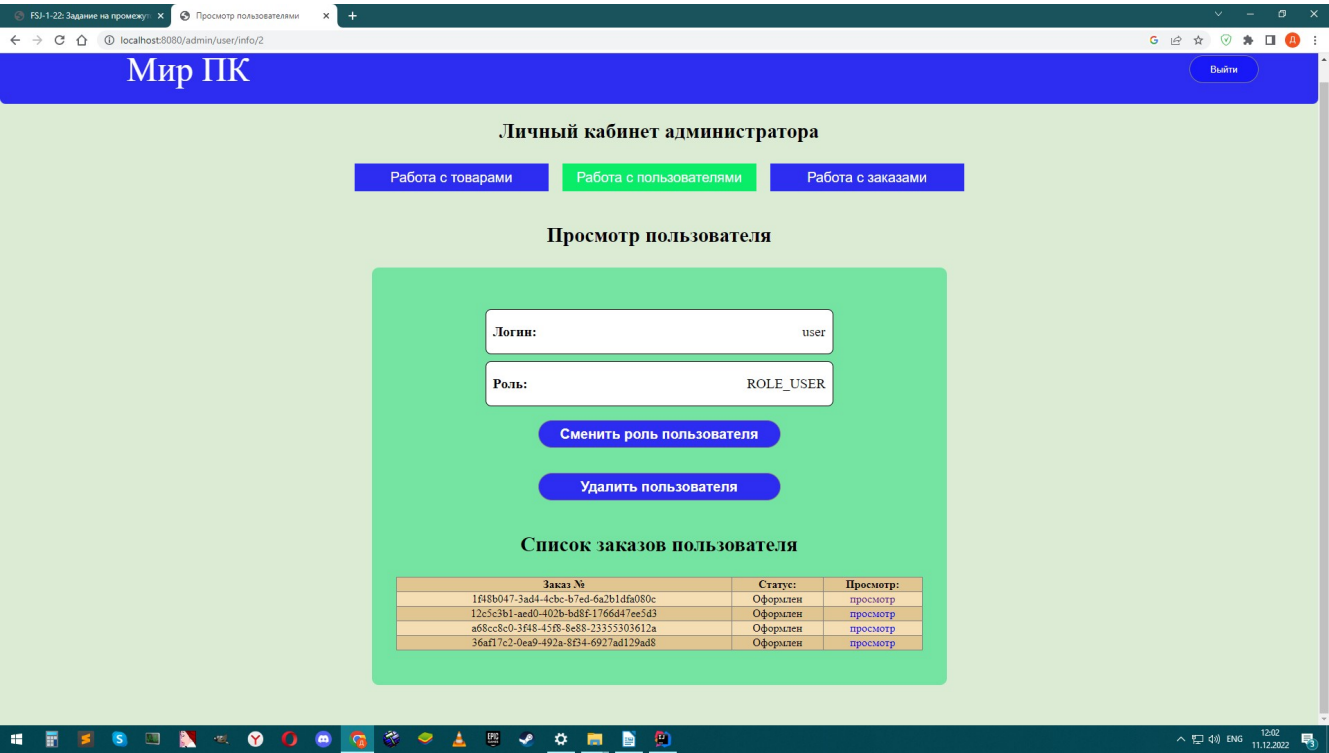 FSJ-1-22: Задание на промежут
Просмотр пользователями
localhost:8080/admin/user/info/2
Мир ПК
Выйти
Личный кабинет администратора
Работа с товарами
Работа с пользователями
Работа с заказами
Просмотр пользователя
Логин: user
Роль: ROLE_USER
Сменить роль пользователя
Удалить пользователя
Список заказов пользователя
Заказ № Статус: Просмотр:
1f48b047-3ad4-4cbc-b7ed-6a2b1dfa080c Оформлен просмотр
12c5c3b1-aed0-402b-bd8f-1766d47ee5d3 Оформлен просмотр
a68cc8c0-3f48-45f8-8e88-23355303612a Оформлен просмотр
36af17c2-0ea9-492a-8f34-6927ad129ad8 Оформлен просмотр
ENG
12:02
11.12.2022